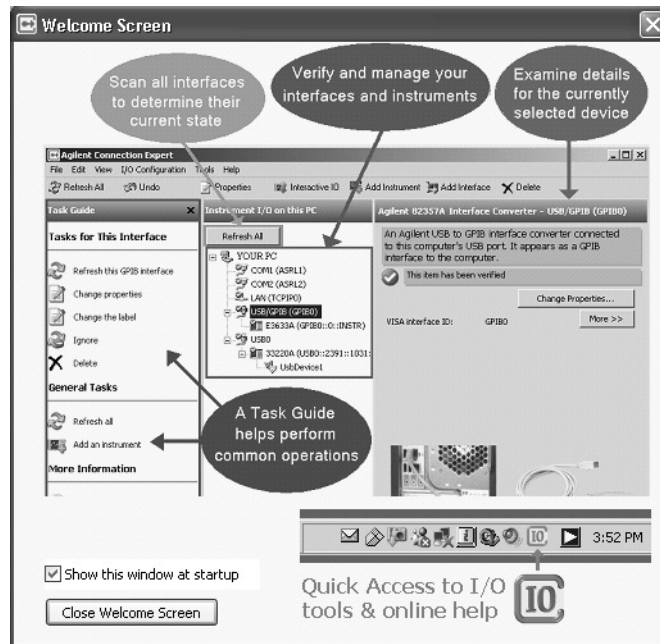 Welcome Screen
Scan all interfaces
to determine their
current state
Verify and manage your
interfaces and instruments
Examine details
for the currently
selected device
Agilent Connection Expert
File Edit View I/O Configuration Tools Help
Refresh All Undo Properties Interactive IO Add Instrument Add Interface Delete
Task Guide
Tasks for This Interface
Refresh this GPIB interface
Change properties
Change the label
Ignore
Delete
General Tasks
Refresh all
Add an instrument
More Information
Instrument I/O on this PC
Refresh All
YOUR PC
COM1 (ASRL1)
COM2 (ASRL2)
LAN (TCPIP0)
USB/GPIB (GPIB0)
E3633A (GPIB0::0::INSTR)
USB0
33220A (USB0::2391::1031:
UsbDevice1
Agilent 82357A Interface Converter - USB/GPIB (GPIB0)
An Agilent USB to GPIB interface converter connected
to this computer's USB port. It appears as a GPIB
interface to the computer.
This item has been verified
Change Properties...
VISA interface ID: GPIB0
More >>
A Task Guide
helps perform
common operations
IO
3:52 PM
Show this window at startup
Close Welcome Screen
Quick Access to I/O
tools & online help
IO